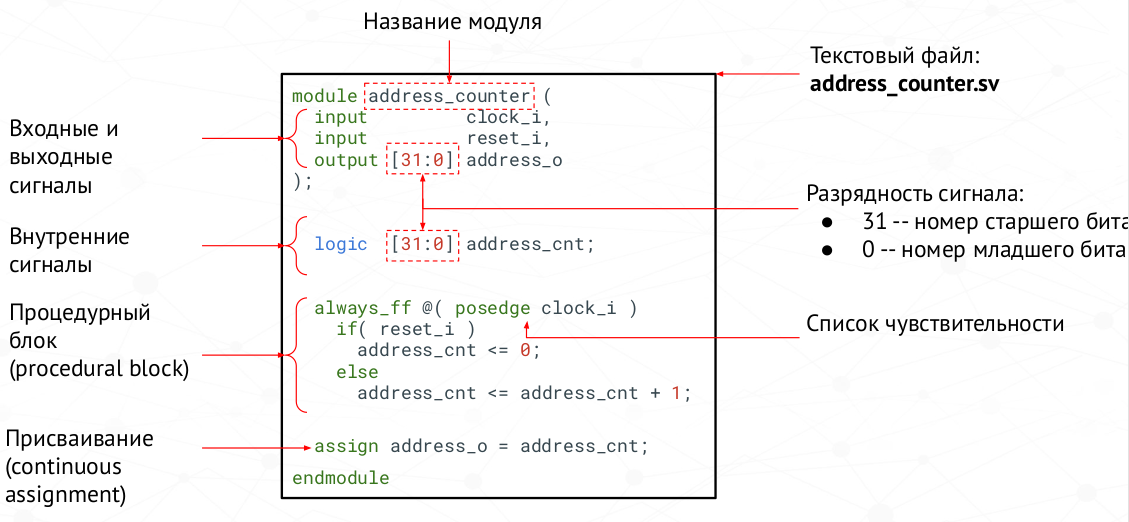 Название модуля
Текстовый файл:
address_counter.sv
module address_counter (
input clock_i,
input reset_i,
output [31:0] address_o
);
Входные и
выходные
сигналы
Разрядность сигнала:
● 31 -- номер старшего бита
● 0 -- номер младшего бита
Внутренние
сигналы
logic [31:0] address_cnt;
Процедурный
блок
(procedural block)
always_ff @( posedge clock_i )
if( reset_i )
address_cnt <= 0;
else
address_cnt <= address_cnt + 1;
Список чувствительности
Присваивание
(continuous
assignment)
assign address_o = address_cnt;
endmodule